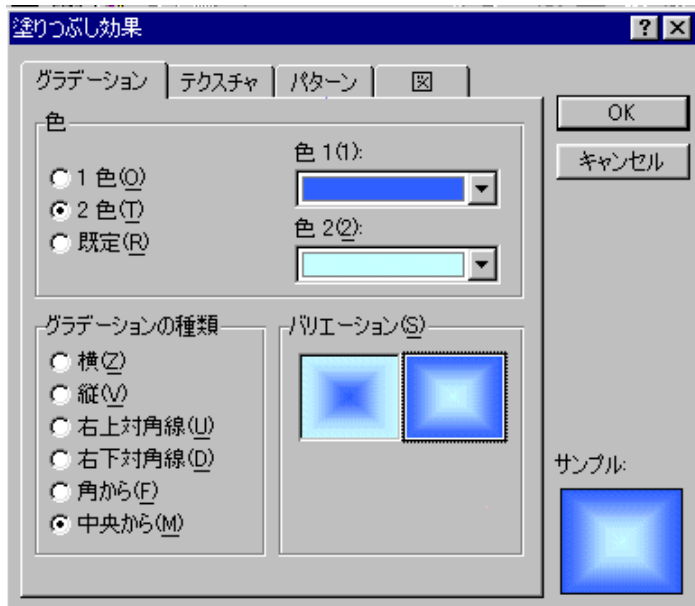 塗りつぶし効果
グラデーション テクスチャ パターン 図
色
1 色(O)
2 色(T)
既定(R)
色 1(1):
色 2(2):
グラデーションの種類
横(Z)
縦(V)
右上対角線(U)
右下対角線(D)
角から(F)
中央から(M)
バリエーション(S)
OK
キャンセル
サンプル: